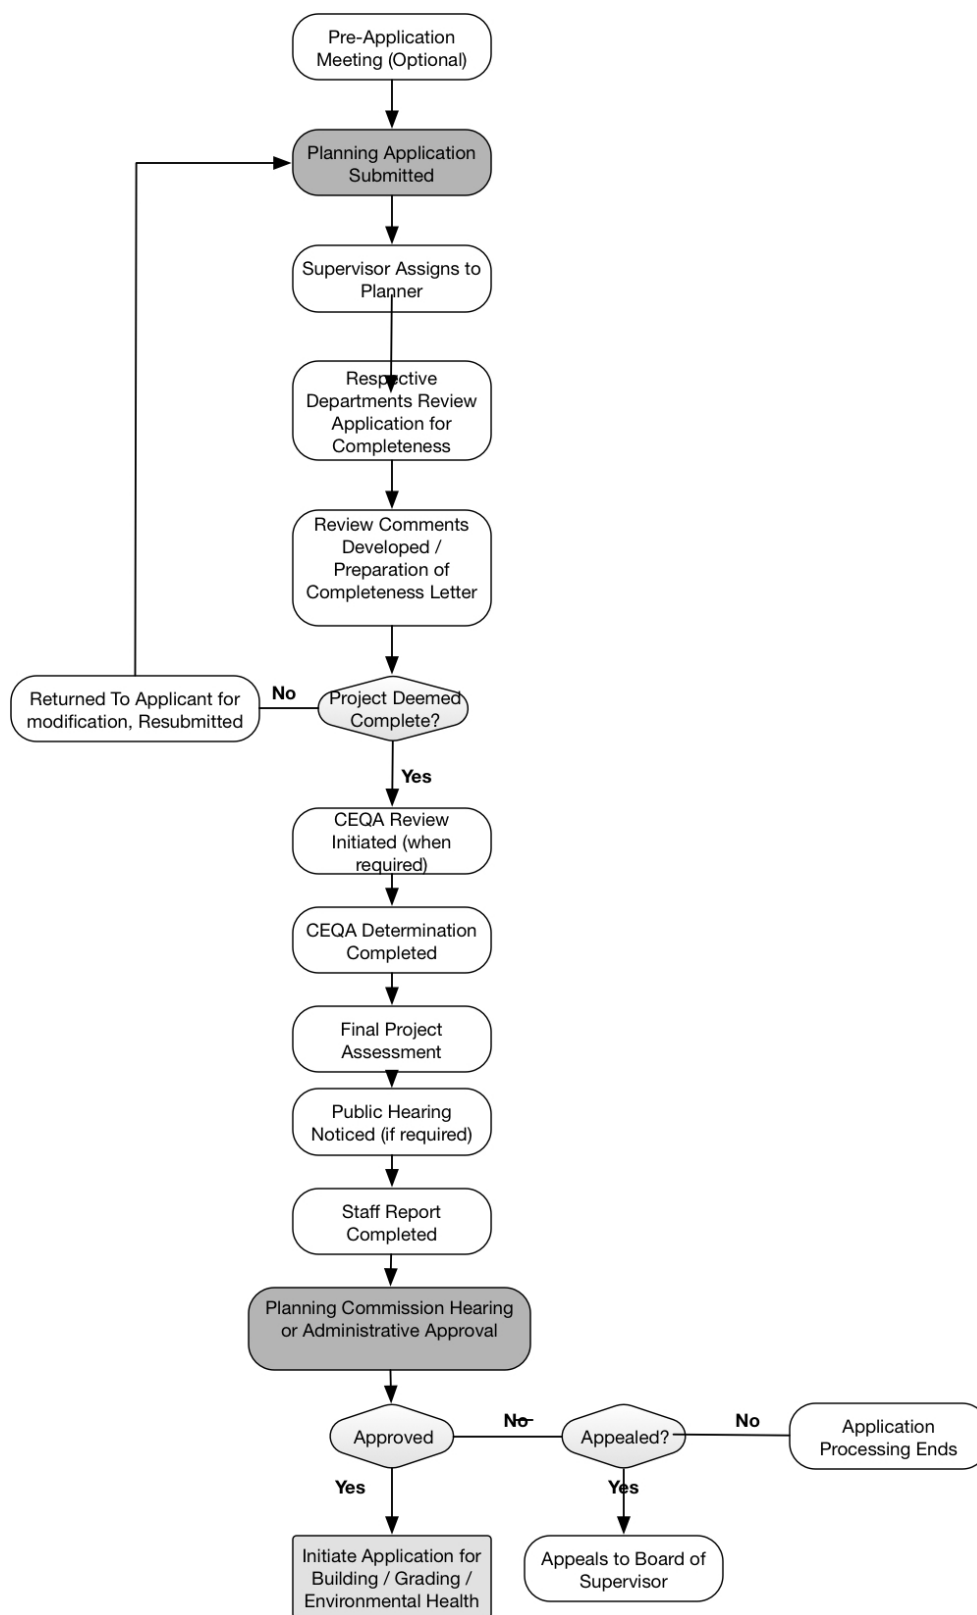 Pre-Application
Meeting (Optional)
Planning Application
Submitted
Supervisor Assigns to
Planner
Respective
Departments Review
Application for
Completeness
Review Comments
Developed /
Preparation of
Completeness Letter
Returned To Applicant for
modification, Resubmitted
No
Project Deemed
Complete?
Yes
CEQA Review
Initiated (when
required)
CEQA Determination
Completed
Final Project
Assessment
Public Hearing
Noticed (if required)
Staff Report
Completed
Planning Commission Hearing
or Administrative Approval
Approved
No
Appealed?
No
Application
Processing Ends
Yes
Yes
Initiate Application for
Building / Grading /
Environmental Health
Appeals to Board of
Supervisor